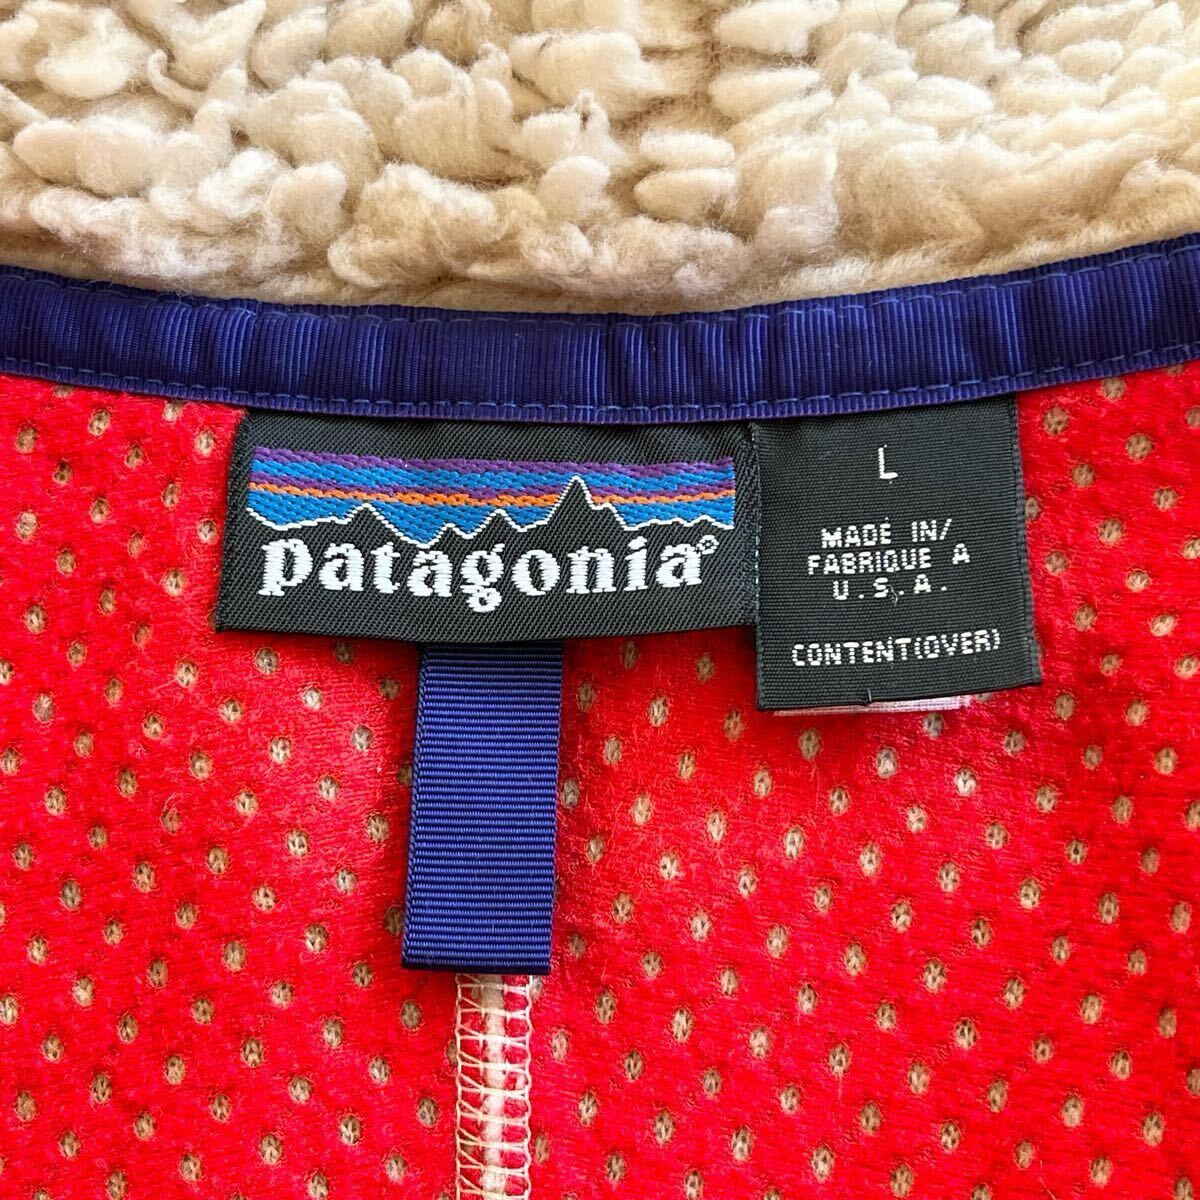 patagonia®
L
MADE IN/
FABRIQUE A
U.S.A.
CONTENT(OVER)